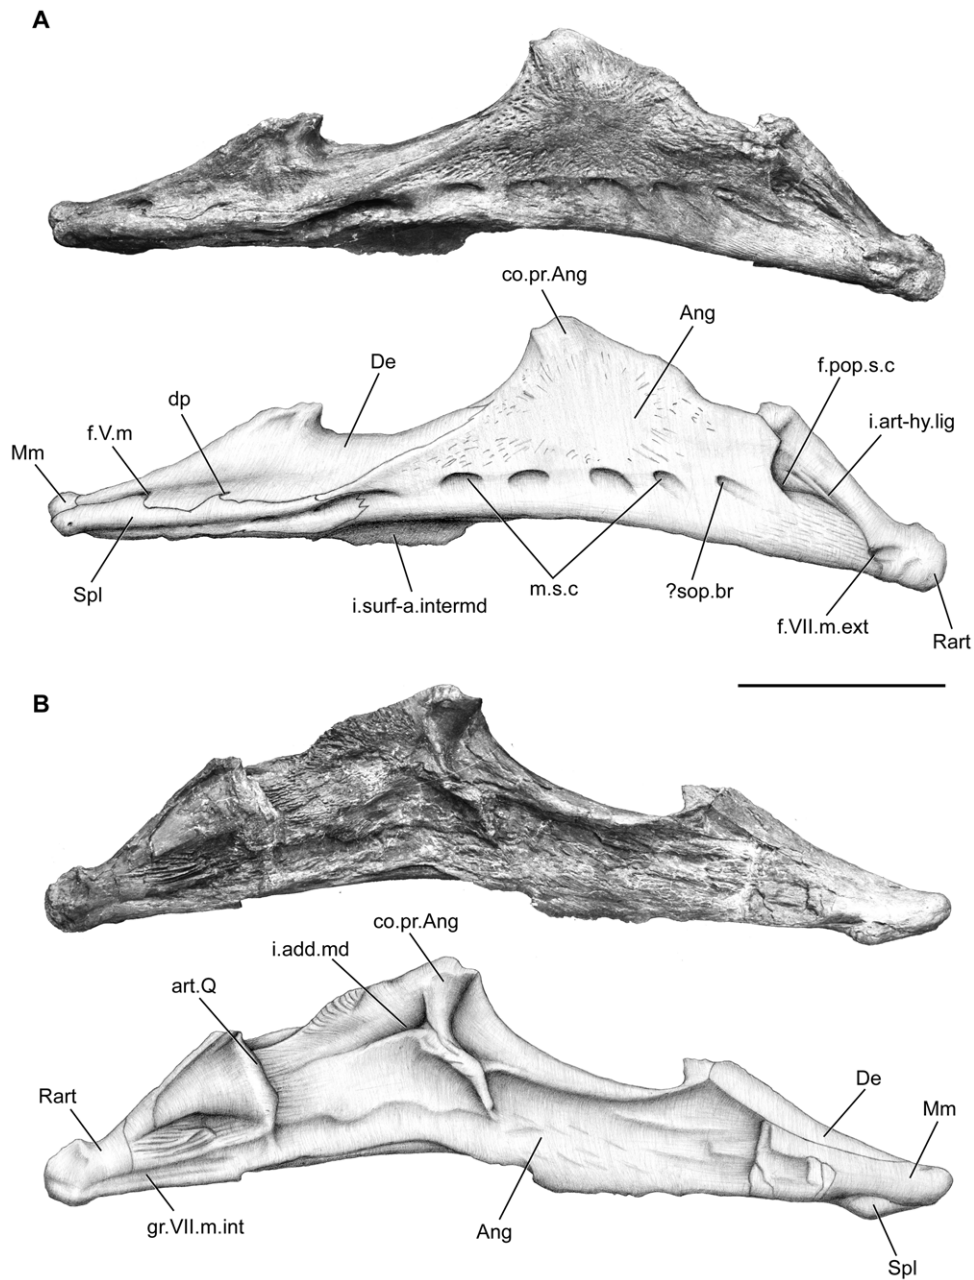 A
co.pr.Ang
Ang
De
f.pop.s.c
dp
i.art-hy.lig
f.V.m
Mm
Spl
i.surf-a.intermd
m.s.c
?sop.br
f.VII.m.ext
Rart
B
co.pr.Ang
i.add.md
art.Q
Rart
De
Mm
gr.VII.m.int
Ang
Spl